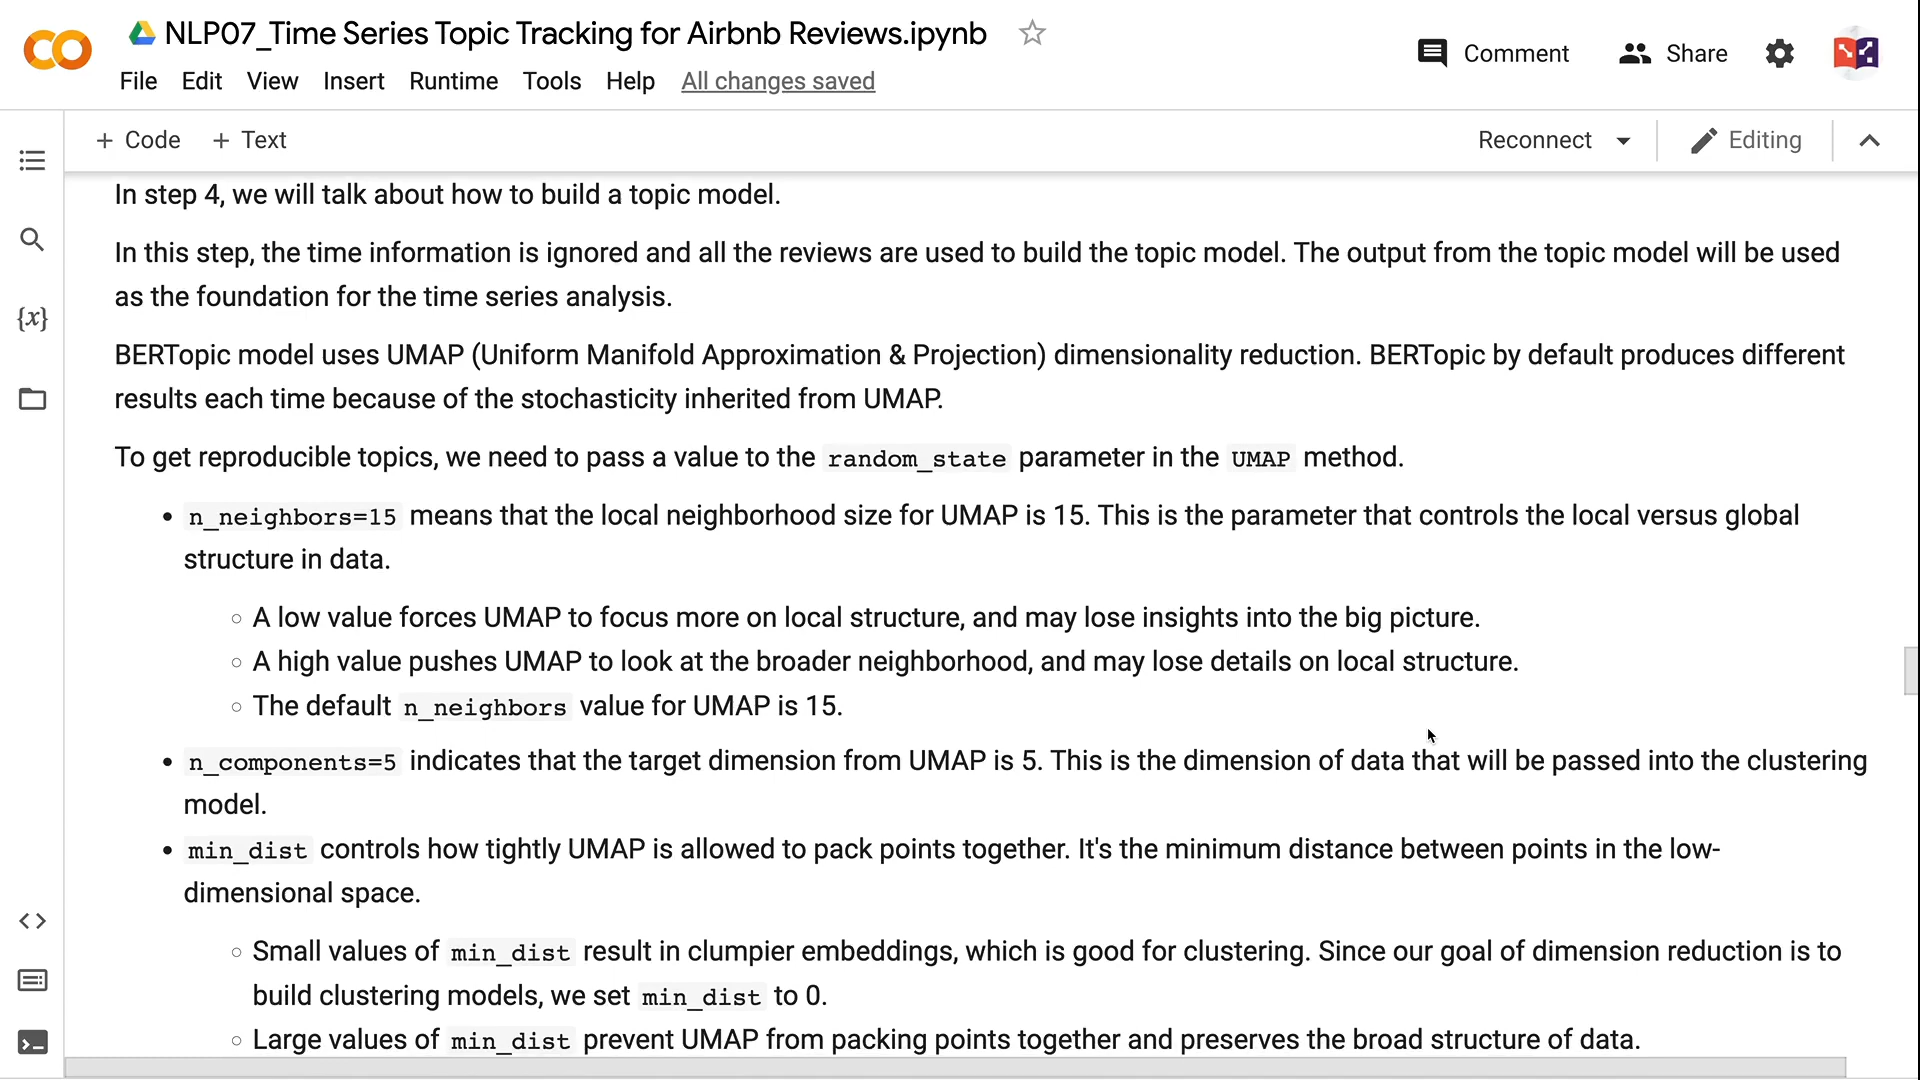 NLP07_Time Series Topic Tracking for Airbnb Reviews.ipynb
File Edit View Insert Runtime Tools Help All changes saved
Comment Share
+ Code + Text
Reconnect Editing
In step 4, we will talk about how to build a topic model.
In this step, the time information is ignored and all the reviews are used to build the topic model. The output from the topic model will be used
as the foundation for the time series analysis.
BERTopic model uses UMAP (Uniform Manifold Approximation & Projection) dimensionality reduction. BERTopic by default produces different
results each time because of the stochasticity inherited from UMAP.
To get reproducible topics, we need to pass a value to the random_state parameter in the UMAP method.
• n_neighbors=15 means that the local neighborhood size for UMAP is 15. This is the parameter that controls the local versus global
structure in data.
◦ A low value forces UMAP to focus more on local structure, and may lose insights into the big picture.
◦ A high value pushes UMAP to look at the broader neighborhood, and may lose details on local structure.
◦ The default n_neighbors value for UMAP is 15.
• n_components=5 indicates that the target dimension from UMAP is 5. This is the dimension of data that will be passed into the clustering
model.
• min_dist controls how tightly UMAP is allowed to pack points together. It's the minimum distance between points in the low-
dimensional space.
◦ Small values of min_dist result in clumpier embeddings, which is good for clustering. Since our goal of dimension reduction is to
build clustering models, we set min_dist to 0.
◦ Large values of min_dist prevent UMAP from packing points together and preserves the broad structure of data.
{x}